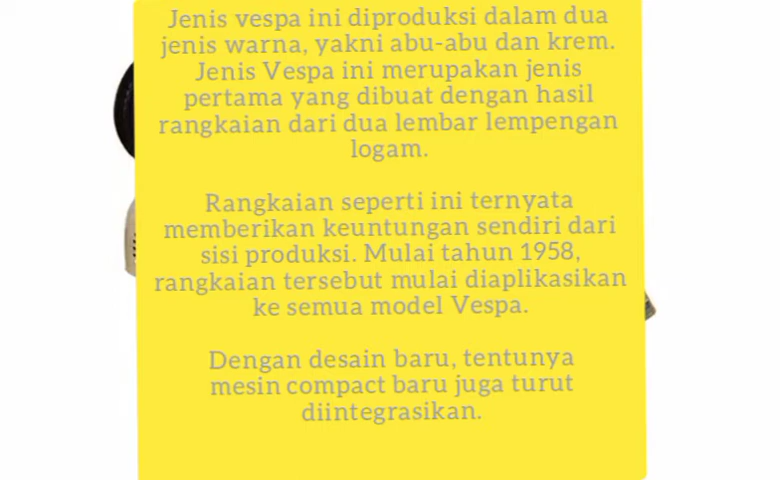 Jenis vespa ini diproduksi dalam dua
jenis warna, yakni abu-abu dan krem.
Jenis Vespa ini merupakan jenis
pertama yang dibuat dengan hasil
rangkaian dari dua lembar lempengan
logam.
Rangkaian seperti ini ternyata
memberikan keuntungan sendiri dari
sisi produksi. Mulai tahun 1958,
rangkaian tersebut mulai diaplikasikan
ke semua model Vespa.
Dengan desain baru, tentunya
mesin compact baru juga turut
diintegrasikan.